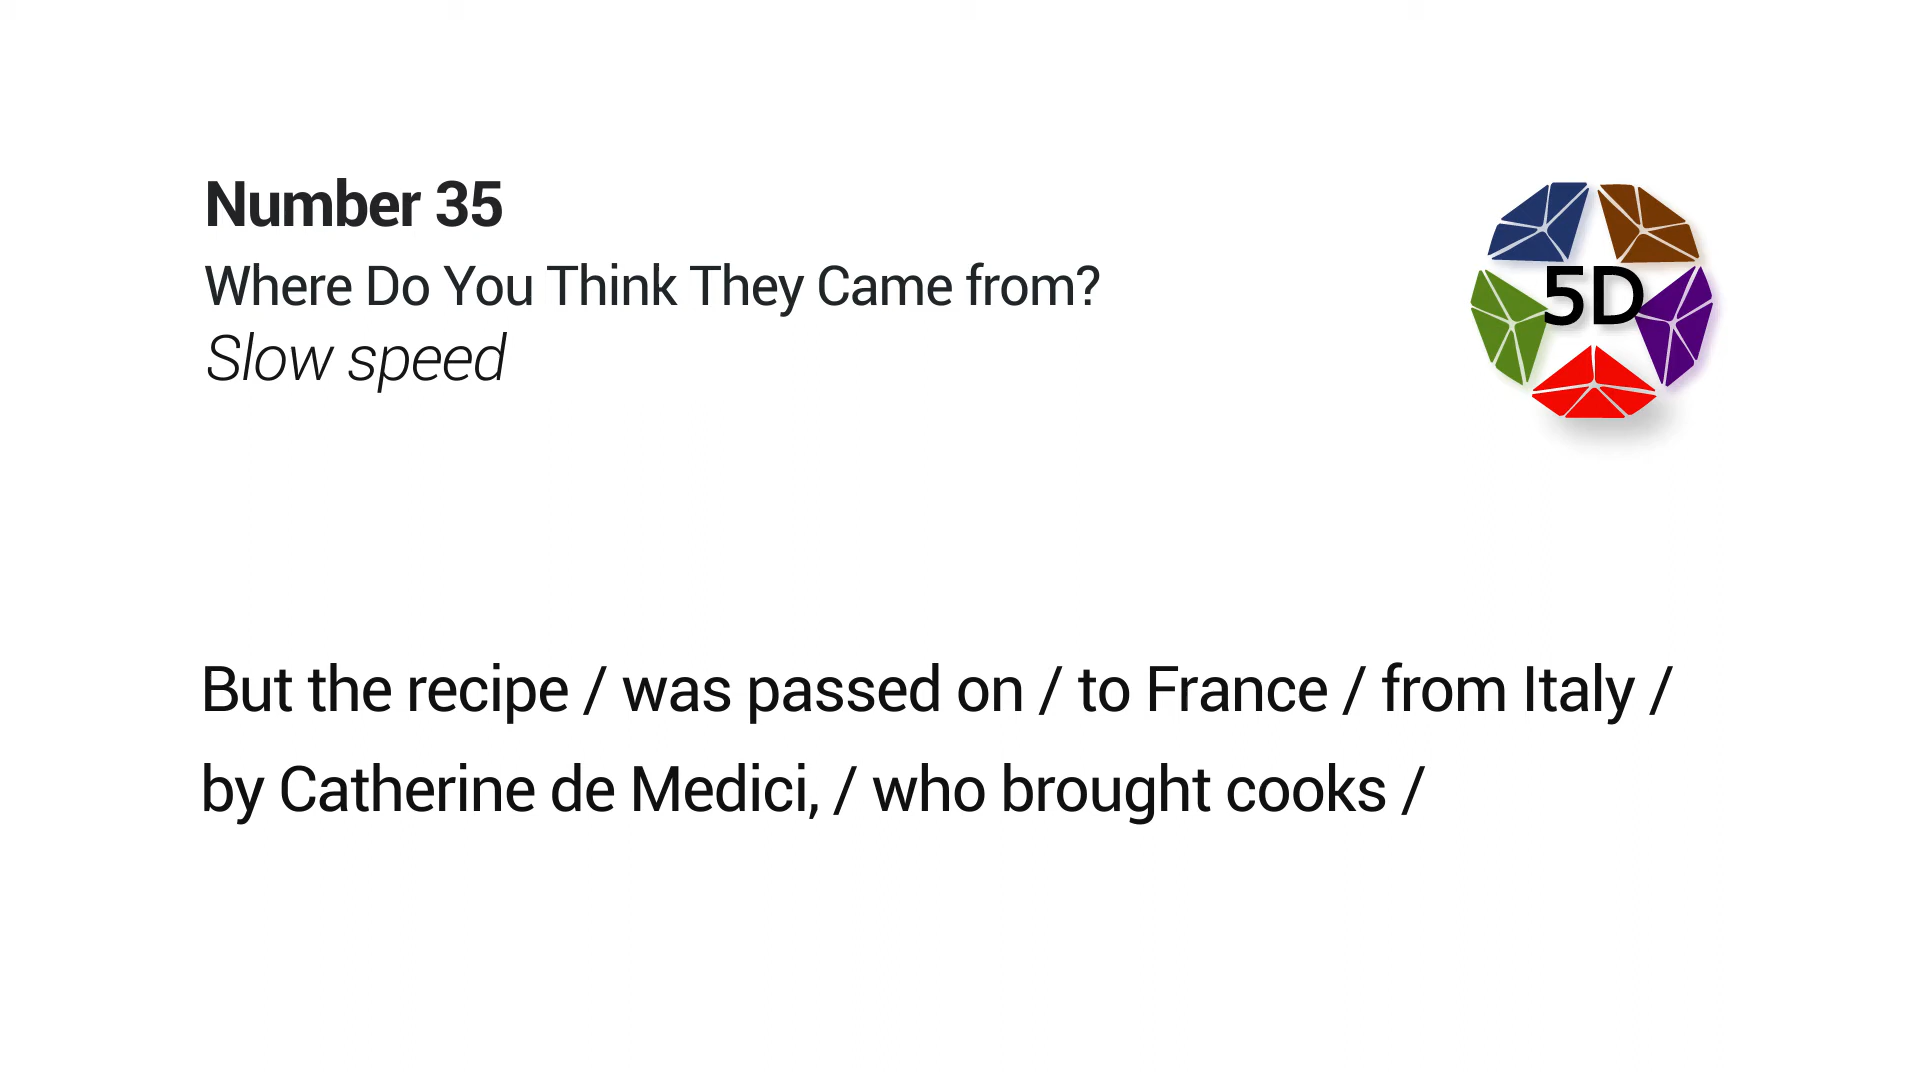 Number 35
Where Do You Think They Came from?
Slow speed
5D
But the recipe / was passed on / to France / from Italy /
by Catherine de Medici, / who brought cooks /